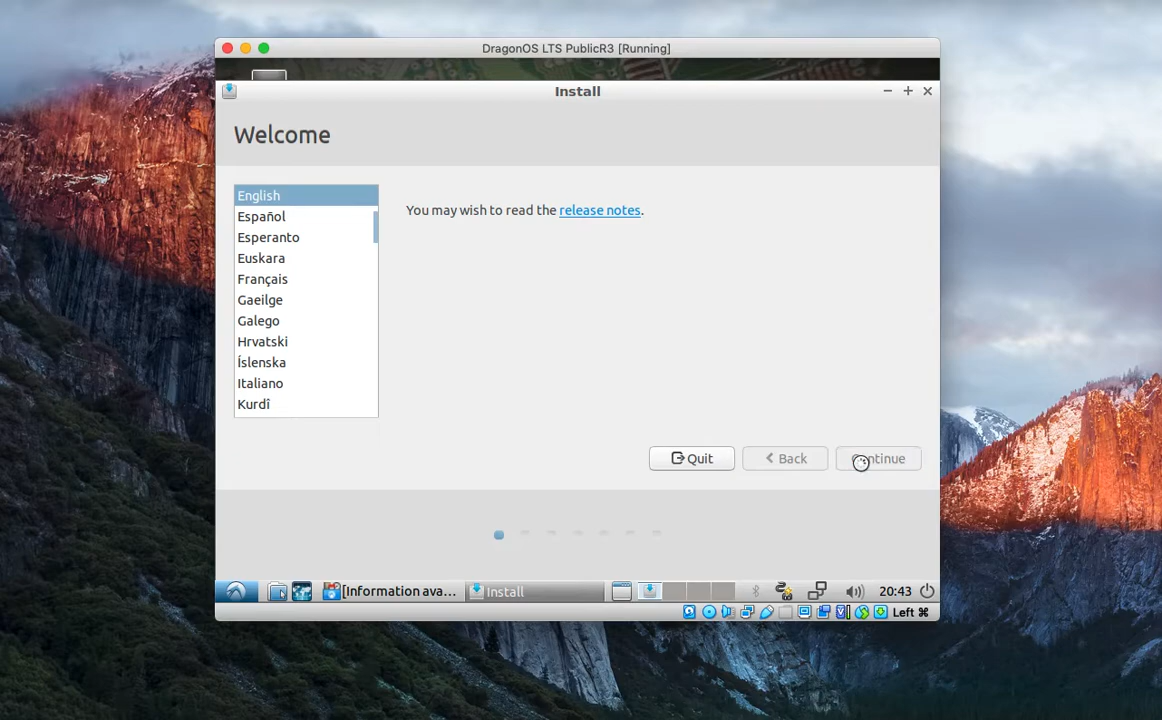 DragonOS LTS PublicR3 [Running]
Install
Welcome
English
Español
Esperanto
Euskara
Français
Gaeilge
Galego
Hrvatski
Íslenska
Italiano
Kurdî
You may wish to read the release notes.
Quit
Back
[Information ava...
Install
20:43
Left ⌘